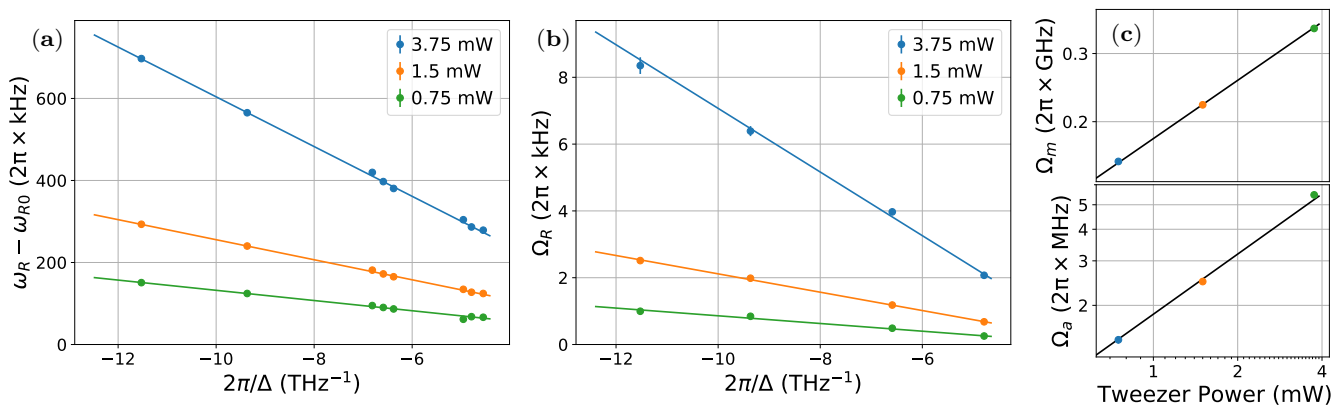 (a)
3.75 mW
1.5 mW
0.75 mW
ω_R − ω_R0 (2π × kHz)
600
400
200
0
−12 −10 −8 −6
2π/Δ (THz⁻¹)
(b)
3.75 mW
1.5 mW
0.75 mW
Ω_R (2π × kHz)
8
6
4
2
0
−12 −10 −8 −6
2π/Δ (THz⁻¹)
(c)
Ω_m (2π × GHz)
0.3
0.2
Ω_a (2π × MHz)
5
4
3
2
1 2 4
Tweezer Power (mW)